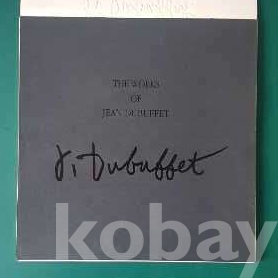 THE WORKS
OF
JEAN DUBUFFET
J. Dubuffet
kobay